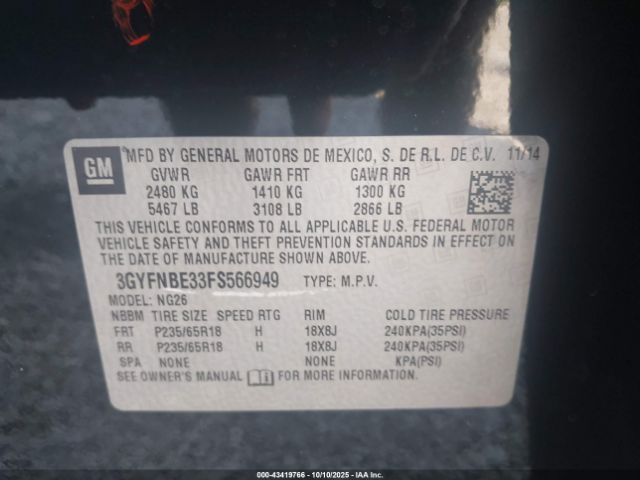 GM
MFD BY GENERAL MOTORS DE MEXICO, S. DE R.L. DE C.V. 11/14
GVWR GAWR FRT GAWR RR
2480 KG 1410 KG 1300 KG
5467 LB 3108 LB 2866 LB
THIS VEHICLE CONFORMS TO ALL APPLICABLE U.S. FEDERAL MOTOR
VEHICLE SAFETY AND THEFT PREVENTION STANDARDS IN EFFECT ON
THE DATE OF MANUFACTURE SHOWN ABOVE.
3GYFNBE33FS566949 TYPE: M.P.V.
MODEL: NG26
NBBM TIRE SIZE SPEED RTG RIM COLD TIRE PRESSURE
FRT P235/65R18 H 18X8J 240KPA(35PSI)
RR P235/65R18 H 18X8J 240KPA(35PSI)
SPA NONE NONE KPA(PSI)
SEE OWNER'S MANUAL FOR MORE INFORMATION.
000-43419766 - 10/10/2025 - IAA